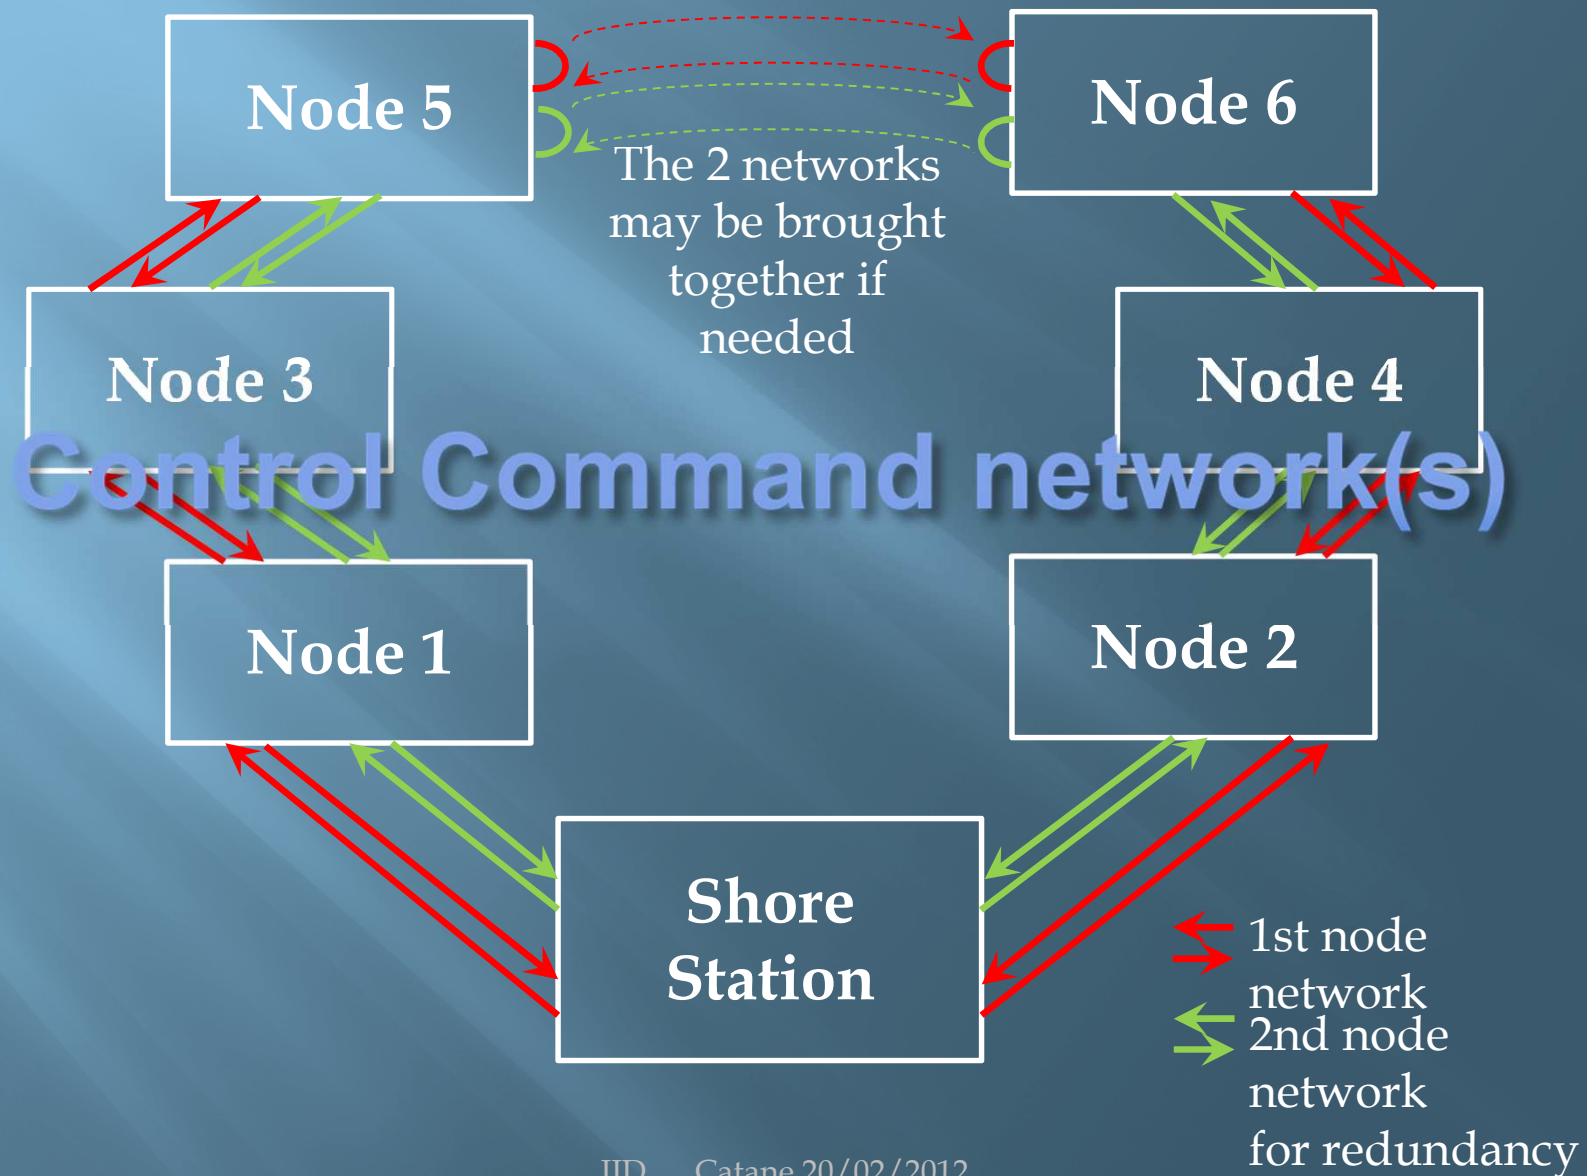 Node 5
Node 6
The 2 networks
may be brought
together if
needed
Node 3
Node 4
Control Command network(s)
Node 1
Node 2
Shore
Station
1st node
network
2nd node
network
for redundancy
Catane 20/02/2012